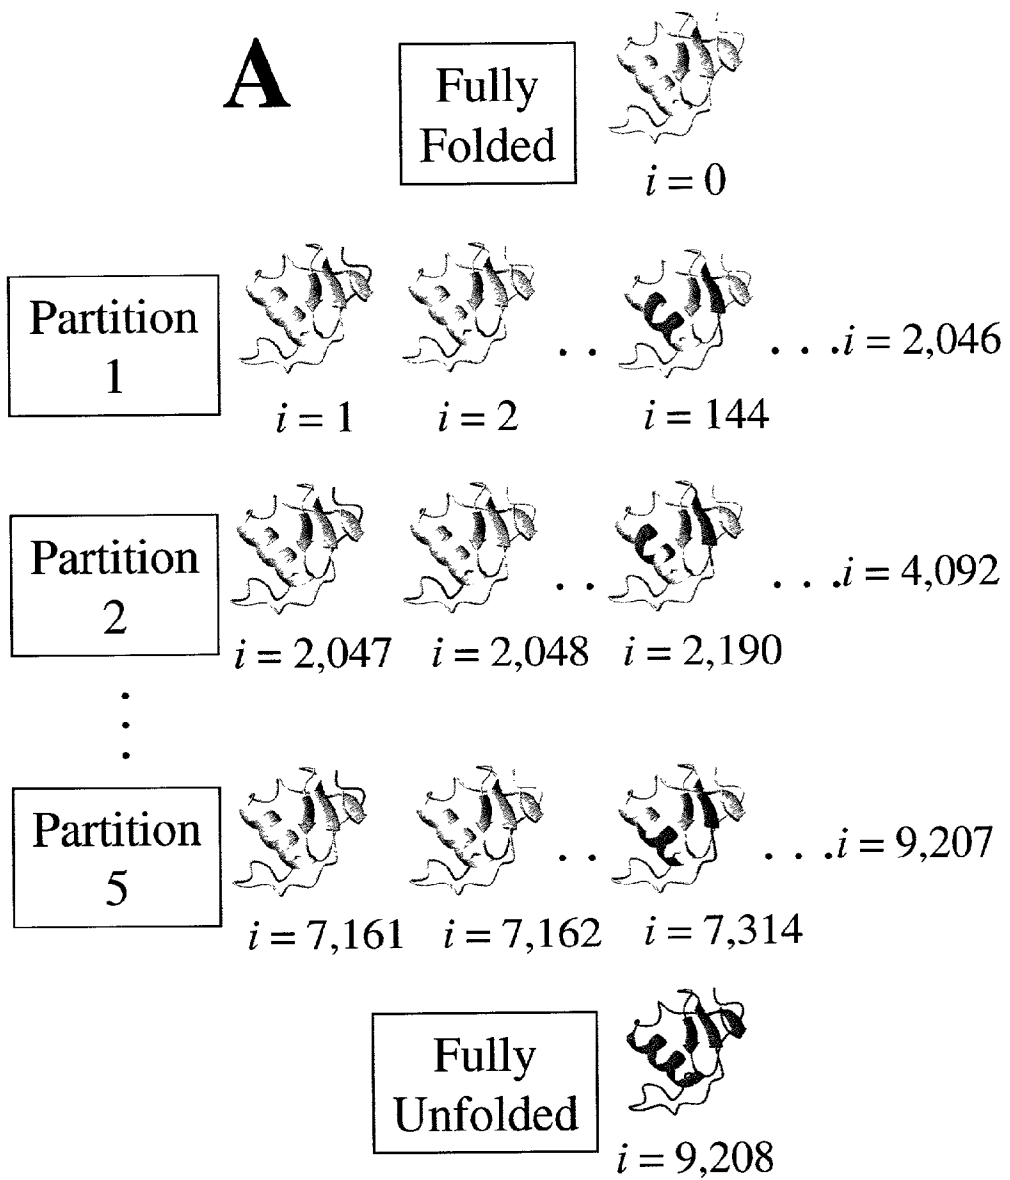 A
Fully
Folded
i = 0
Partition
1
. .
. . . i = 2,046
i = 1
i = 2
i = 144
Partition
2
. .
. . . i = 4,092
i = 2,047
i = 2,048
i = 2,190
.
.
.
Partition
5
. .
. . . i = 9,207
i = 7,161
i = 7,162
i = 7,314
Fully
Unfolded
i = 9,208